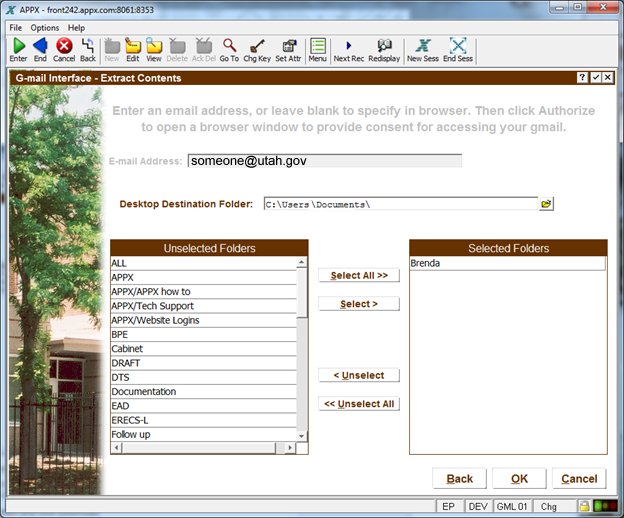 APPX - front242.appx.com:8061:8353
File Options Help
Enter End Cancel Back New Edit View Delete Ack Del Go To Chg Key Set Attr Menu Next Rec Redisplay New Sess End Sess
G-mail Interface - Extract Contents
Enter an email address, or leave blank to specify in browser. Then click Authorize
to open a browser window to provide consent for accessing your gmail.
E-mail Address: someone@utah.gov
Desktop Destination Folder: C:\Users\Documents\
Unselected Folders
ALL
APPX
APPX/APPX how to
APPX/Tech Support
APPX/Website Logins
BPE
Cabinet
DRAFT
DTS
Documentation
EAD
ERECS-L
Follow up
Select All >>
Select >
< Unselect
<< Unselect All
Selected Folders
Brenda
Back OK Cancel
EP DEV GML 01 Chg